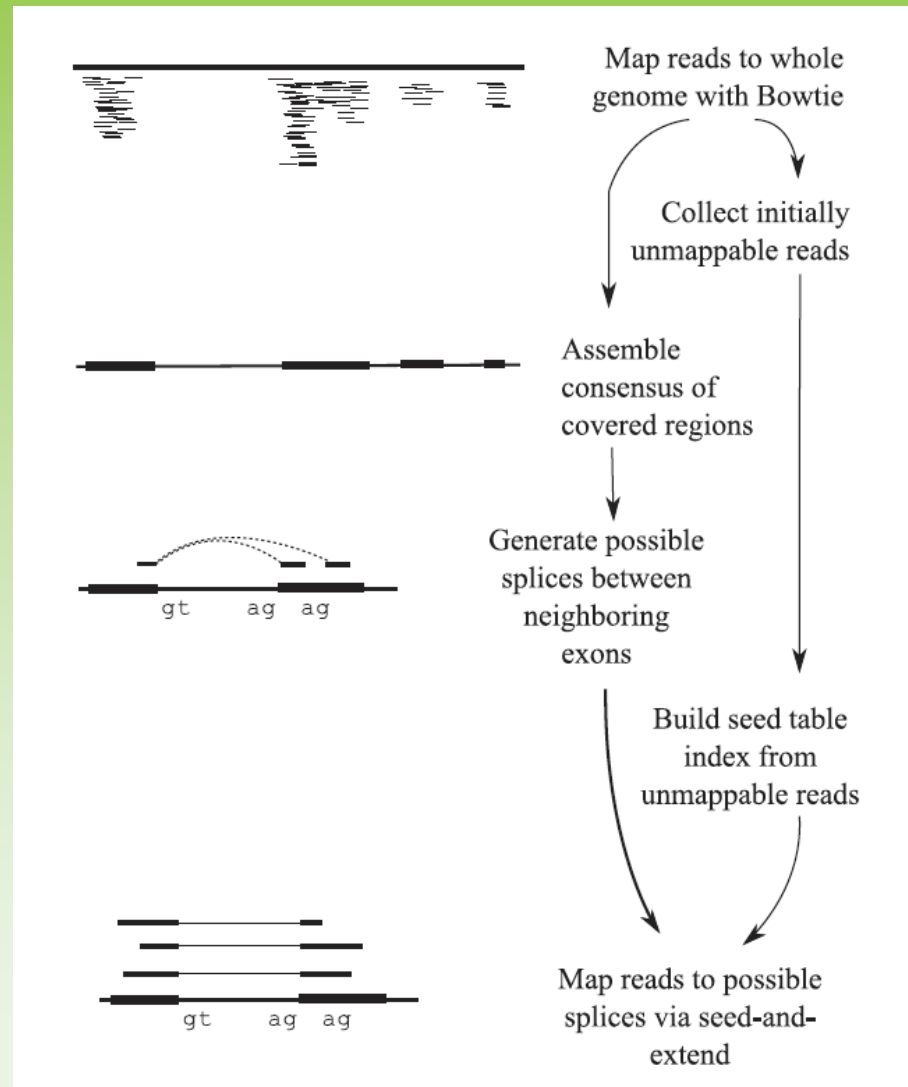 Map reads to whole
genome with Bowtie
Collect initially
unmappable reads
Assemble
consensus of
covered regions
Generate possible
splices between
neighboring
exons
gt ag ag
Build seed table
index from
unmappable reads
Map reads to possible
splices via seed-and-
extend
gt ag ag